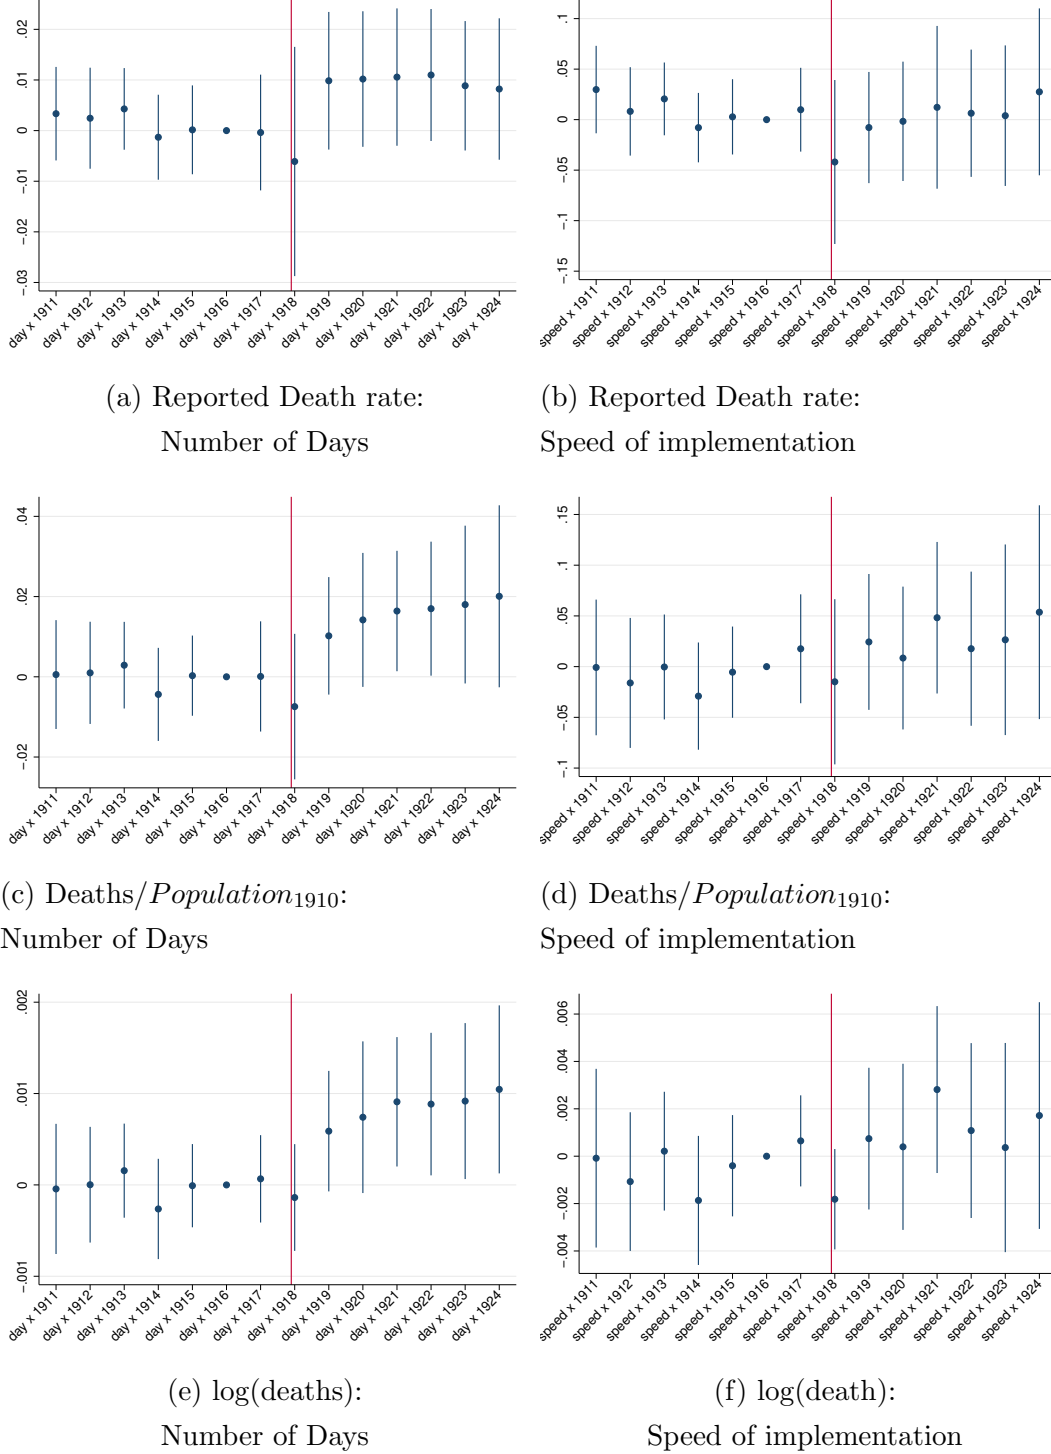 .02
.01
0
-.01
-.02
-.03
day x 1911
day x 1912
day x 1913
day x 1914
day x 1915
day x 1916
day x 1917
day x 1918
day x 1919
day x 1920
day x 1921
day x 1922
day x 1923
day x 1924
.1
.05
0
-.05
-.1
-.15
speed x 1911
speed x 1912
speed x 1913
speed x 1914
speed x 1915
speed x 1916
speed x 1917
speed x 1918
speed x 1919
speed x 1920
speed x 1921
speed x 1922
speed x 1923
speed x 1924
(a) Reported Death rate:
Number of Days
(b) Reported Death rate:
Speed of implementation
.04
.02
0
-.02
day x 1911
day x 1912
day x 1913
day x 1914
day x 1915
day x 1916
day x 1917
day x 1918
day x 1919
day x 1920
day x 1921
day x 1922
day x 1923
day x 1924
.15
.1
.05
0
-.05
-.1
speed x 1911
speed x 1912
speed x 1913
speed x 1914
speed x 1915
speed x 1916
speed x 1917
speed x 1918
speed x 1919
speed x 1920
speed x 1921
speed x 1922
speed x 1923
speed x 1924
(c) Deaths/Population1910:
Number of Days
(d) Deaths/Population1910:
Speed of implementation
.002
.001
0
-.001
day x 1911
day x 1912
day x 1913
day x 1914
day x 1915
day x 1916
day x 1917
day x 1918
day x 1919
day x 1920
day x 1921
day x 1922
day x 1923
day x 1924
.006
.004
.002
0
-.002
-.004
speed x 1911
speed x 1912
speed x 1913
speed x 1914
speed x 1915
speed x 1916
speed x 1917
speed x 1918
speed x 1919
speed x 1920
speed x 1921
speed x 1922
speed x 1923
speed x 1924
(e) log(deaths):
Number of Days
(f) log(death):
Speed of implementation